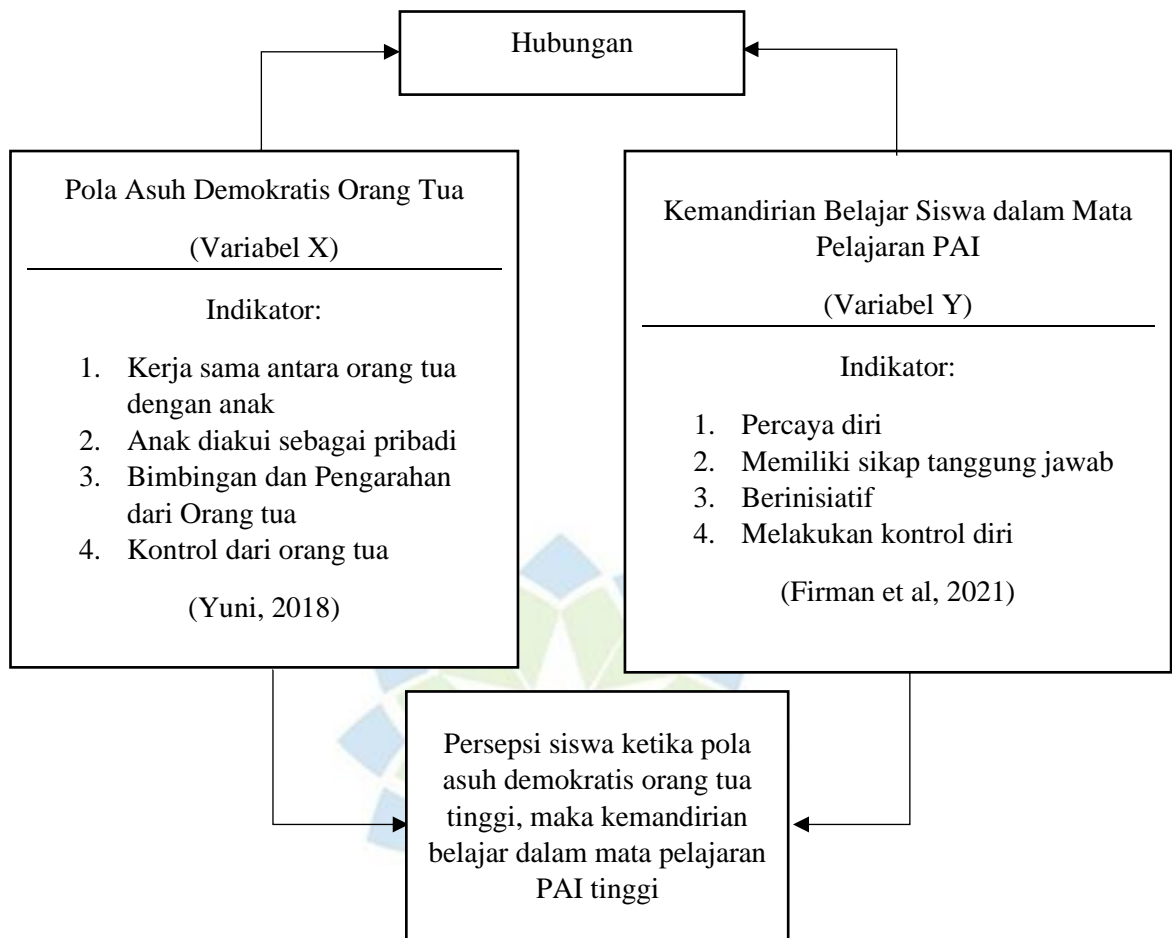 Hubungan
Pola Asuh Demokratis Orang Tua
(Variabel X)
Indikator:
1. Kerja sama antara orang tua
dengan anak
2. Anak diakui sebagai pribadi
3. Bimbingan dan Pengarahan
dari Orang tua
4. Kontrol dari orang tua
(Yuni, 2018)
Kemandirian Belajar Siswa dalam Mata
Pelajaran PAI
(Variabel Y)
Indikator:
1. Percaya diri
2. Memiliki sikap tanggung jawab
3. Berinisiatif
4. Melakukan kontrol diri
(Firman et al, 2021)
Persepsi siswa ketika pola
asuh demokratis orang tua
tinggi, maka kemandirian
belajar dalam mata pelajaran
PAI tinggi